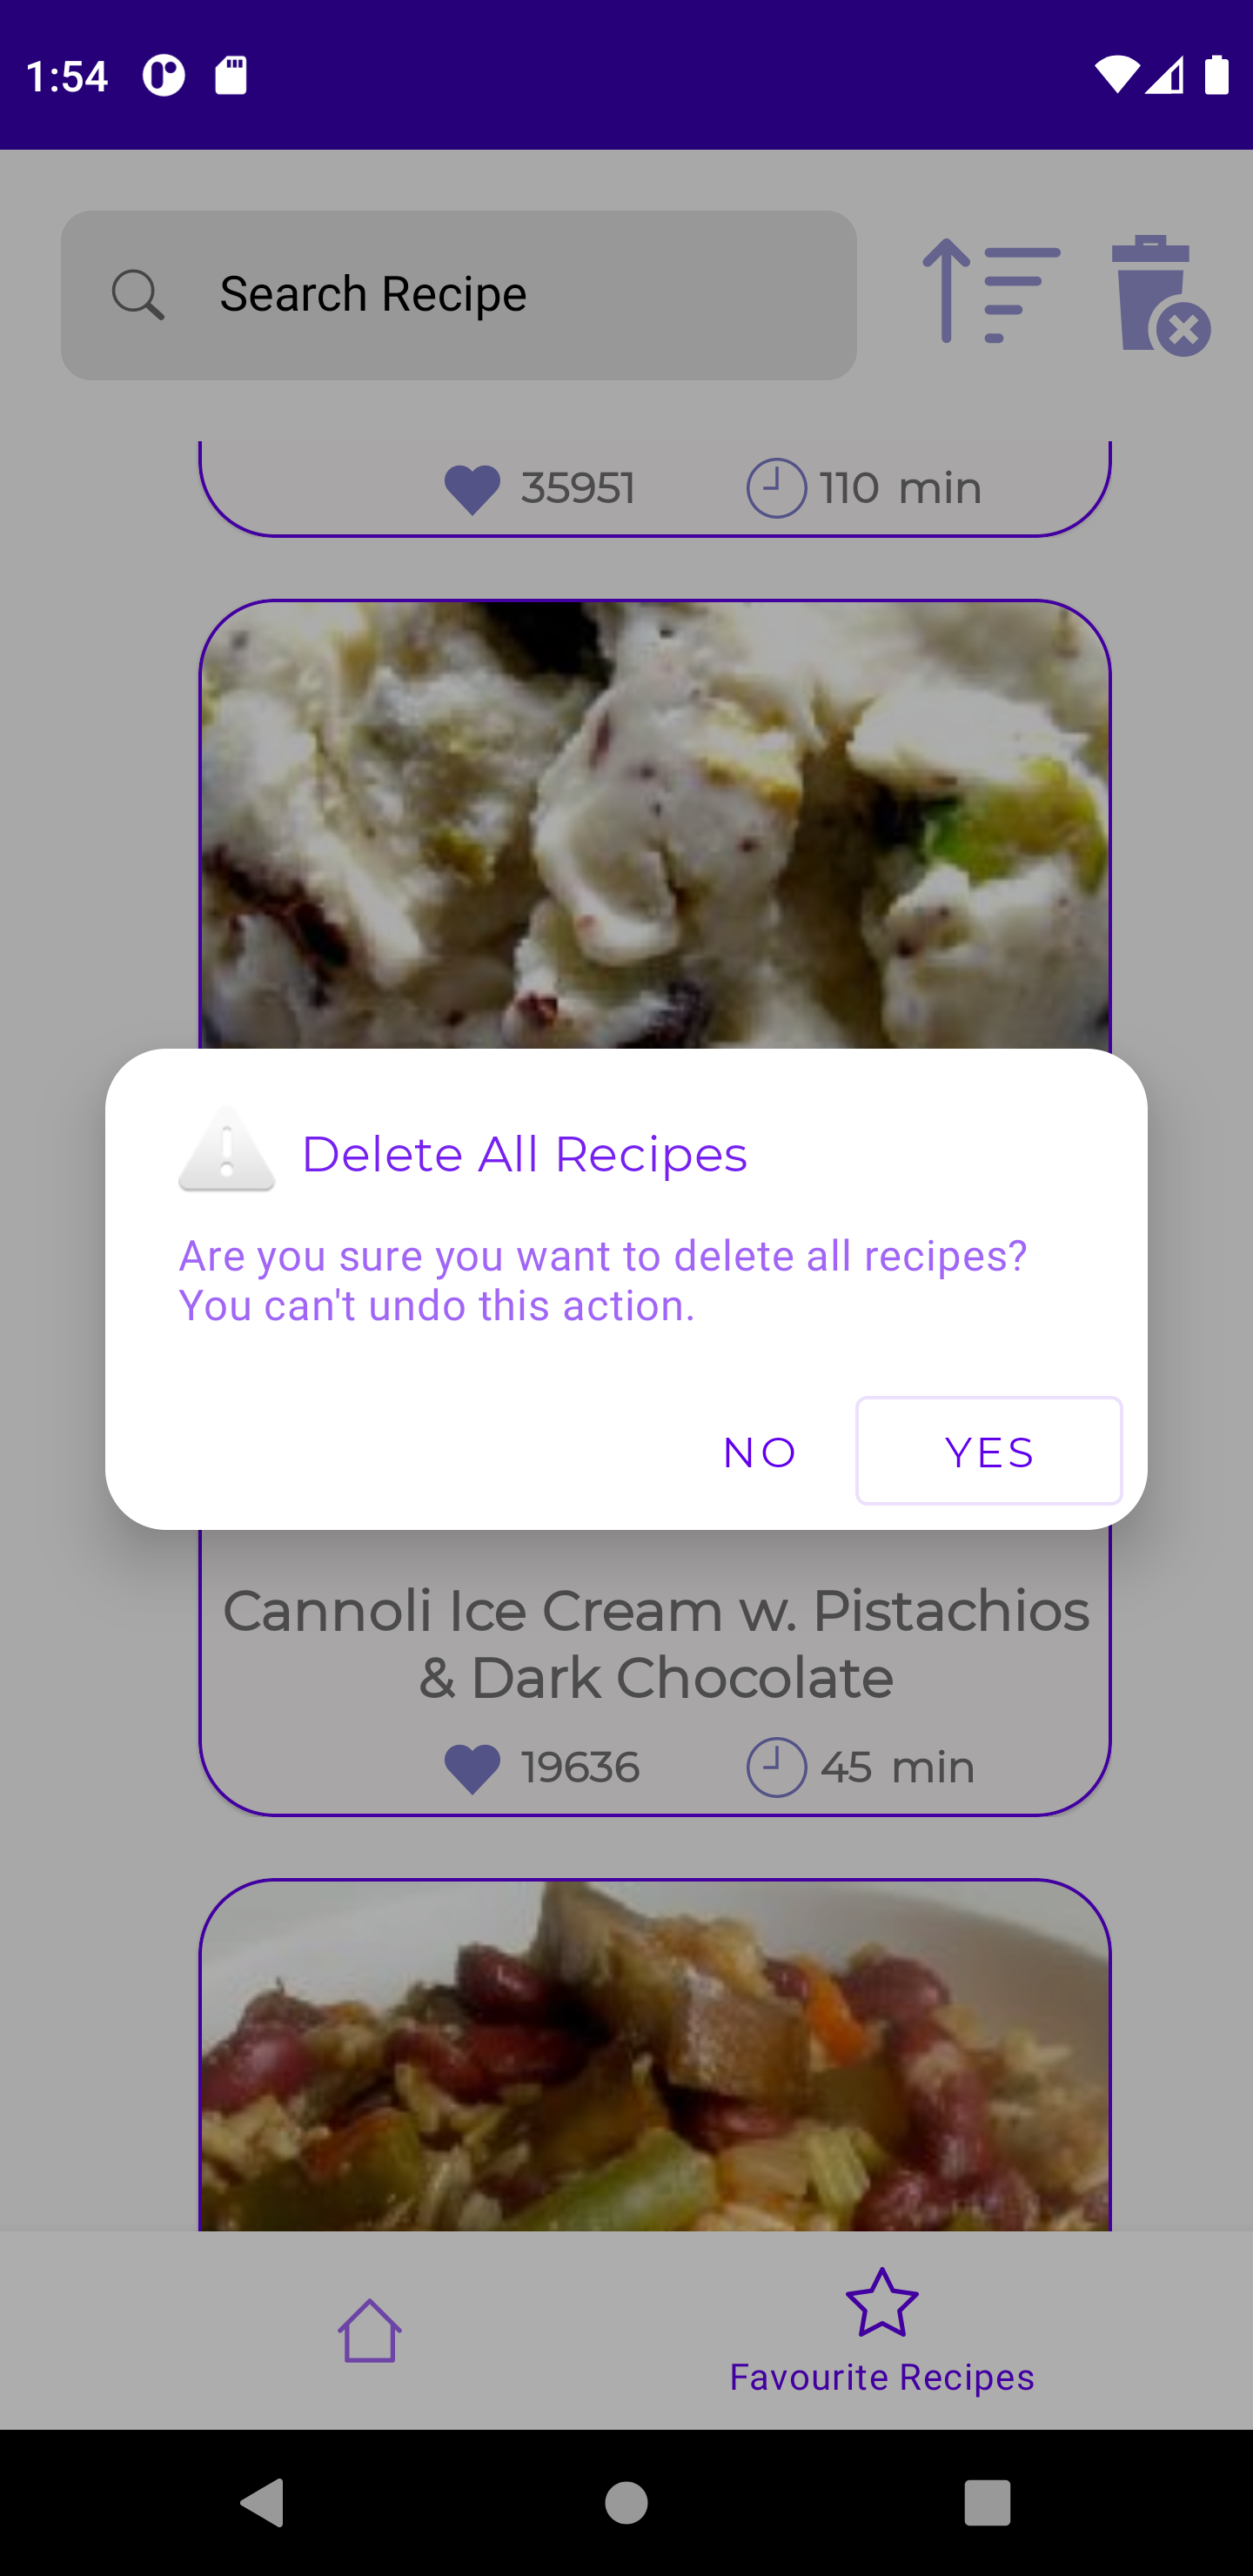 1:54
Search Recipe
35951 110 min
Delete All Recipes
Are you sure you want to delete all recipes?
You can't undo this action.
NO YES
Cannoli Ice Cream w. Pistachios
& Dark Chocolate
19636 45 min
Favourite Recipes